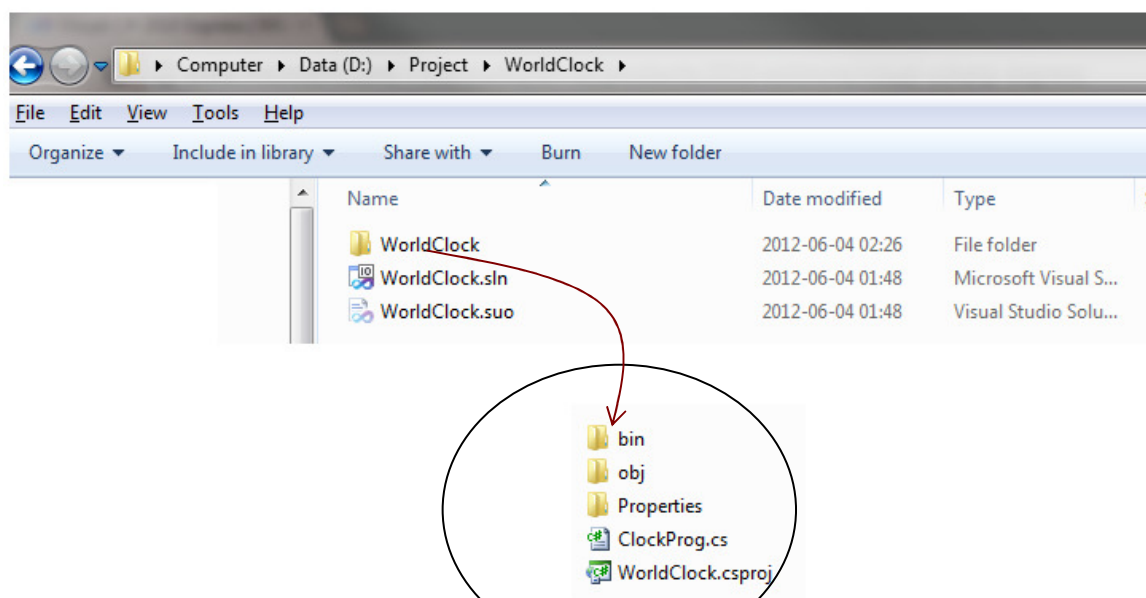 Computer Data (D:) Project WorldClock
File Edit View Tools Help
Organize Include in library Share with Burn New folder
Name Date modified Type
WorldClock 2012-06-04 02:26 File folder
WorldClock.sln 2012-06-04 01:48 Microsoft Visual S...
WorldClock.suo 2012-06-04 01:48 Visual Studio Solu...
bin
obj
Properties
ClockProg.cs
WorldClock.csproj